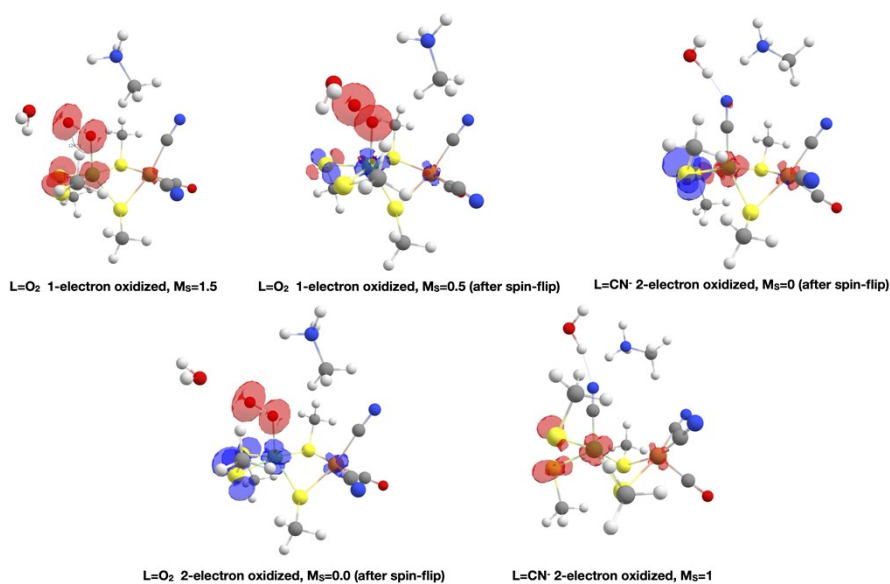 L=O₂ 1-electron oxidized, Mₛ=1.5
L=O₂ 1-electron oxidized, Mₛ=0.5 (after spin-flip)
L=CN⁻ 2-electron oxidized, Mₛ=0 (after spin-flip)
L=O₂ 2-electron oxidized, Mₛ=0.0 (after spin-flip)
L=CN⁻ 2-electron oxidized, Mₛ=1